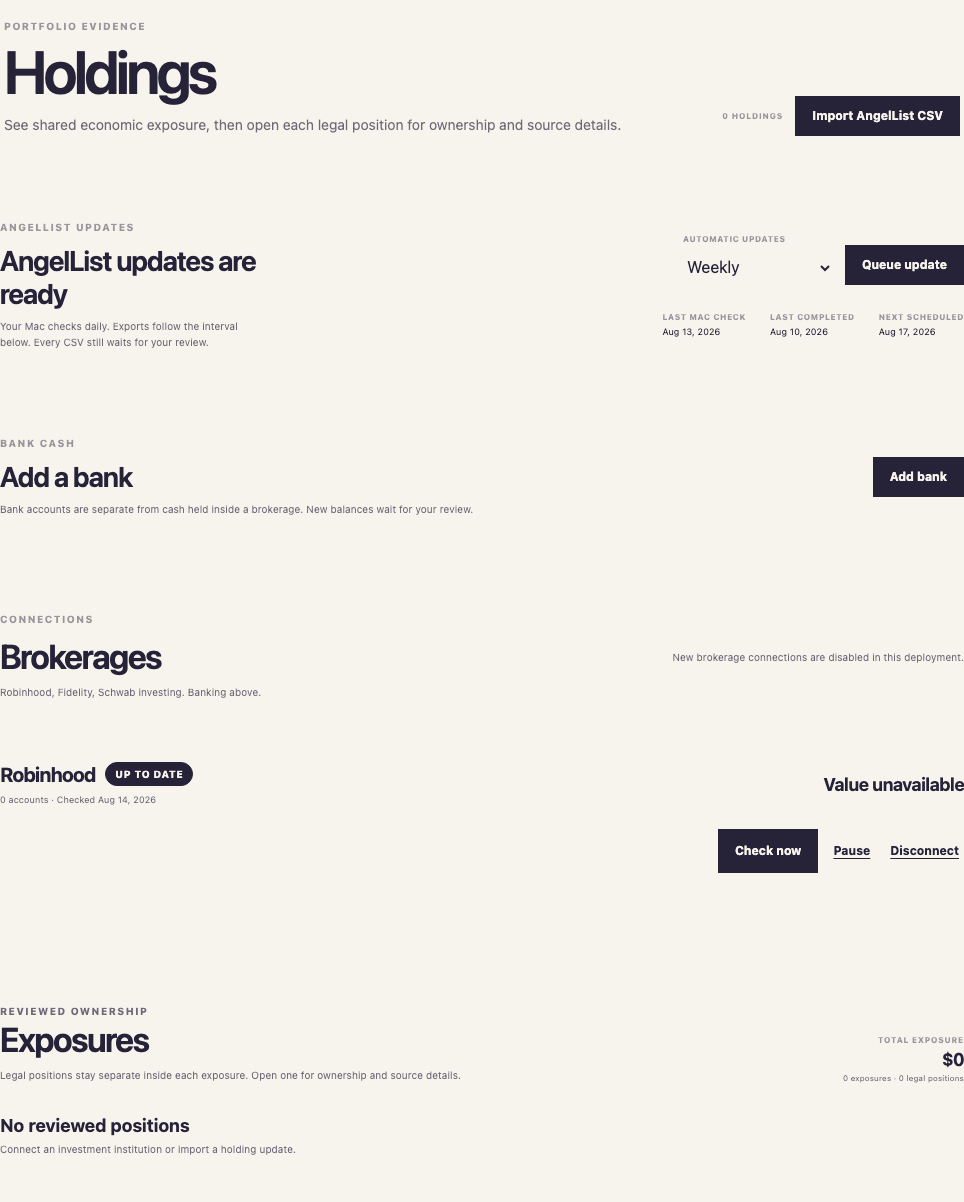 PORTFOLIO EVIDENCE
Holdings
See shared economic exposure, then open each legal position for ownership and source details.
0 HOLDINGS
Import AngelList CSV
ANGELLIST UPDATES
AngelList updates are
ready
Your Mac checks daily. Exports follow the interval
below. Every CSV still waits for your review.
AUTOMATIC UPDATES
Weekly
Queue update
LAST MAC CHECK
Aug 13, 2026
LAST COMPLETED
Aug 10, 2026
NEXT SCHEDULED
Aug 17, 2026
BANK CASH
Add a bank
Bank accounts are separate from cash held inside a brokerage. New balances wait for your review.
Add bank
CONNECTIONS
Brokerages
Robinhood, Fidelity, Schwab investing. Banking above.
New brokerage connections are disabled in this deployment.
Robinhood UP TO DATE
0 accounts · Checked Aug 14, 2026
Value unavailable
Check now Pause Disconnect
REVIEWED OWNERSHIP
Exposures
Legal positions stay separate inside each exposure. Open one for ownership and source details.
TOTAL EXPOSURE
$0
0 exposures · 0 legal positions
No reviewed positions
Connect an investment institution or import a holding update.